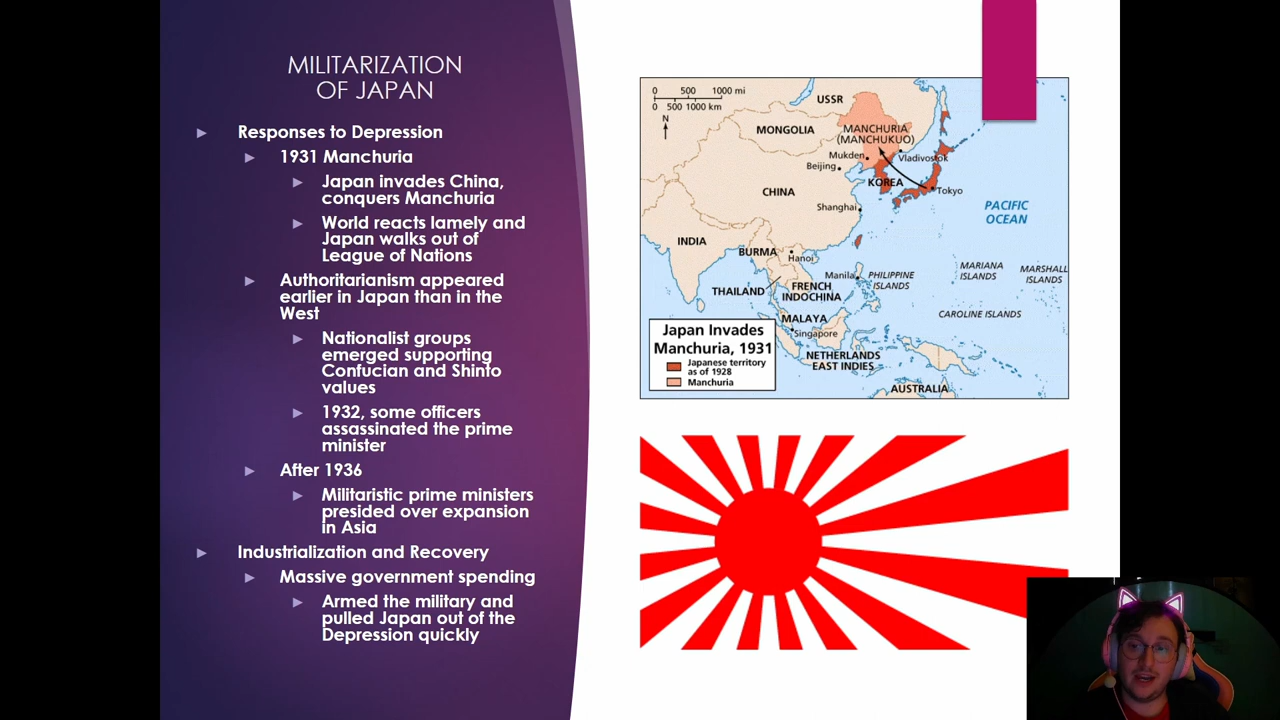 MILITARIZATION
OF JAPAN
Responses to Depression
1931 Manchuria
Japan invades China,
conquers Manchuria
World reacts lamely and
Japan walks out of
League of Nations
Authoritarianism appeared
earlier in Japan than in the
West
Nationalist groups
emerged supporting
Confucian and Shinto
values
1932, some officers
assassinated the prime
minister
After 1936
Militaristic prime ministers
presided over expansion
in Asia
Industrialization and Recovery
Massive government spending
Armed the military and
pulled Japan out of the
Depression quickly
0 500 1000 mi
0 500 1000 km
N
USSR
MONGOLIA
MANCHURIA
(MANCHUKUO)
Mukden
Vladivostok
Beijing
KOREA
Tokyo
CHINA
Shanghai
PACIFIC
OCEAN
INDIA
BURMA
Hanoi
Manila
PHILIPPINE
ISLANDS
MARIANA
ISLANDS
MARSHALL
ISLANDS
THAILAND
FRENCH
INDOCHINA
CAROLINE ISLANDS
MALAYA
Singapore
NETHERLANDS
EAST INDIES
AUSTRALIA
Japan Invades
Manchuria, 1931
Japanese territory
as of 1928
Manchuria